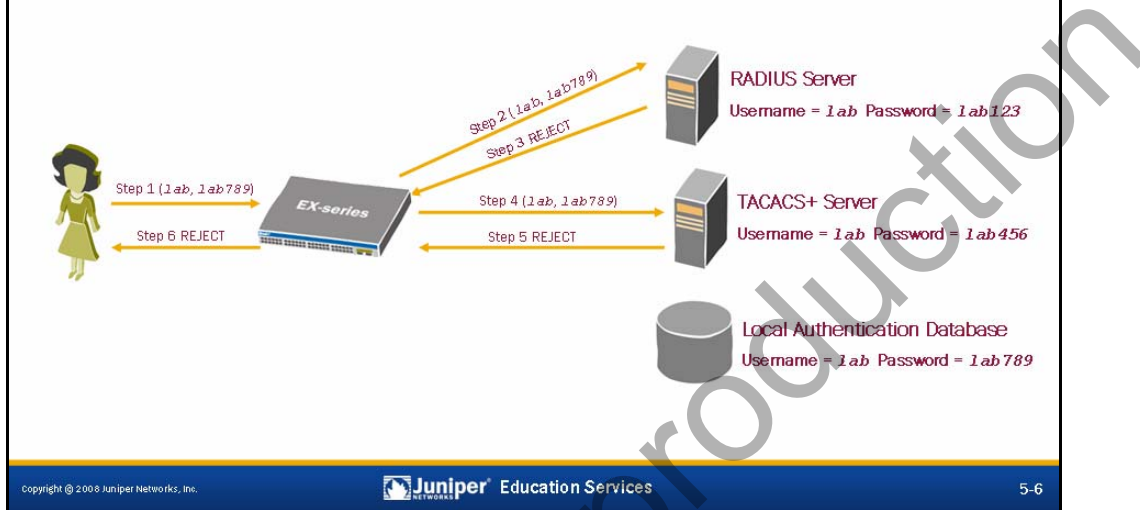 Step 1 (lab, lab789)
Step 2 (lab, lab789)
Step 3 REJECT
Step 4 (lab, lab789)
Step 5 REJECT
Step 6 REJECT
EX-series
RADIUS Server
Username = lab Password = lab123
TACACS+ Server
Username = lab Password = lab456
Local Authentication Database
Username = lab Password = lab789
Copyright © 2008 Juniper Networks, Inc.
Juniper Education Services
NETWORKS
5-6
production